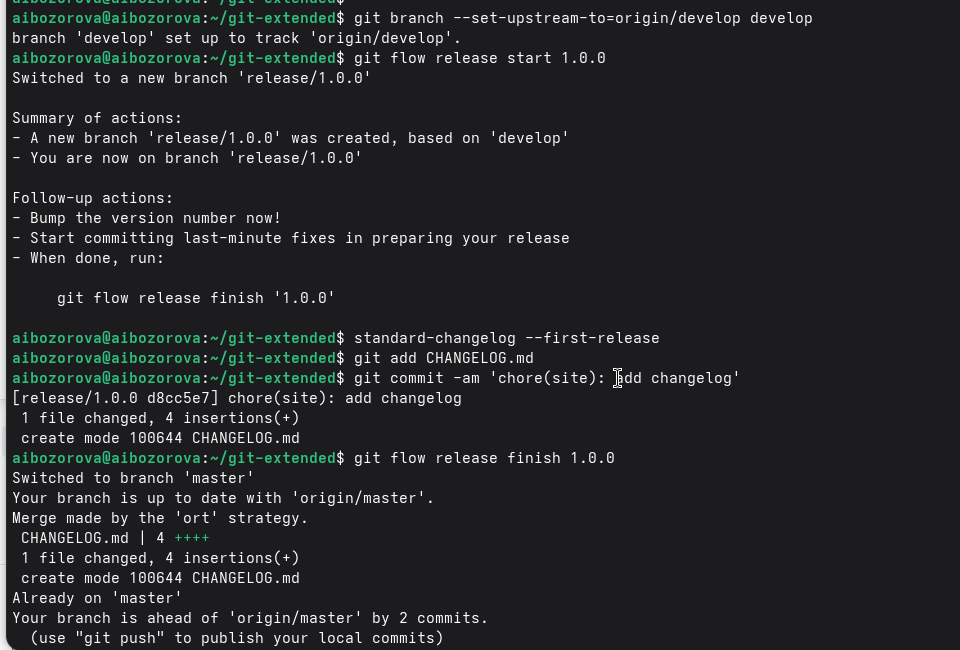 aibozorova@aibozorova:~/git-extended$ git branch --set-upstream-to=origin/develop develop
branch 'develop' set up to track 'origin/develop'.
aibozorova@aibozorova:~/git-extended$ git flow release start 1.0.0
Switched to a new branch 'release/1.0.0'
Summary of actions:
- A new branch 'release/1.0.0' was created, based on 'develop'
- You are now on branch 'release/1.0.0'
Follow-up actions:
- Bump the version number now!
- Start committing last-minute fixes in preparing your release
- When done, run:
git flow release finish '1.0.0'
aibozorova@aibozorova:~/git-extended$ standard-changelog --first-release
aibozorova@aibozorova:~/git-extended$ git add CHANGELOG.md
aibozorova@aibozorova:~/git-extended$ git commit -am 'chore(site): add changelog'
[release/1.0.0 d8cc5e7] chore(site): add changelog
1 file changed, 4 insertions(+)
create mode 100644 CHANGELOG.md
aibozorova@aibozorova:~/git-extended$ git flow release finish 1.0.0
Switched to branch 'master'
Your branch is up to date with 'origin/master'.
Merge made by the 'ort' strategy.
CHANGELOG.md | 4 ++++
1 file changed, 4 insertions(+)
create mode 100644 CHANGELOG.md
Already on 'master'
Your branch is ahead of 'origin/master' by 2 commits.
(use "git push" to publish your local commits)